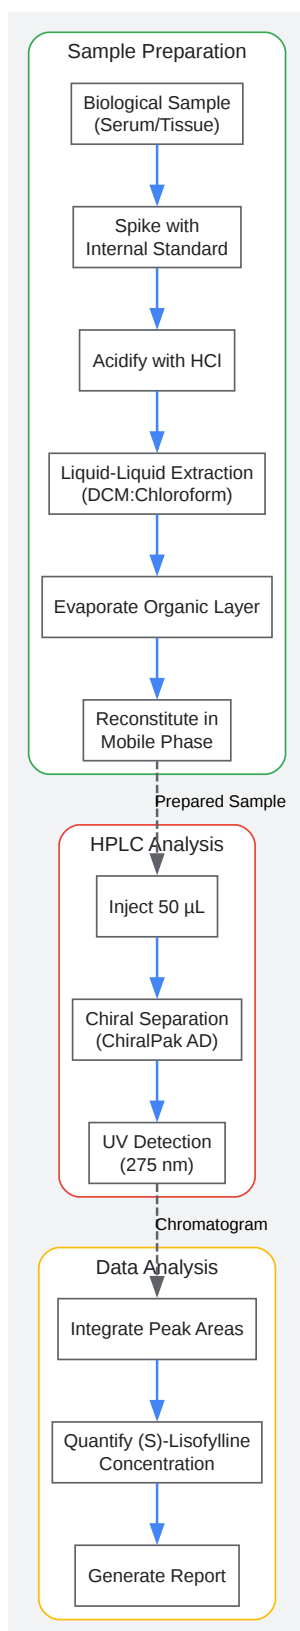 Sample Preparation
Biological Sample
(Serum/Tissue)
Spike with
Internal Standard
Acidify with HCl
Liquid-Liquid Extraction
(DCM:Chloroform)
Evaporate Organic Layer
Reconstitute in
Mobile Phase
Prepared Sample
HPLC Analysis
Inject 50 µL
Chiral Separation
(ChiralPak AD)
UV Detection
(275 nm)
Chromatogram
Data Analysis
Integrate Peak Areas
Quantify (S)-Lisofylline
Concentration
Generate Report